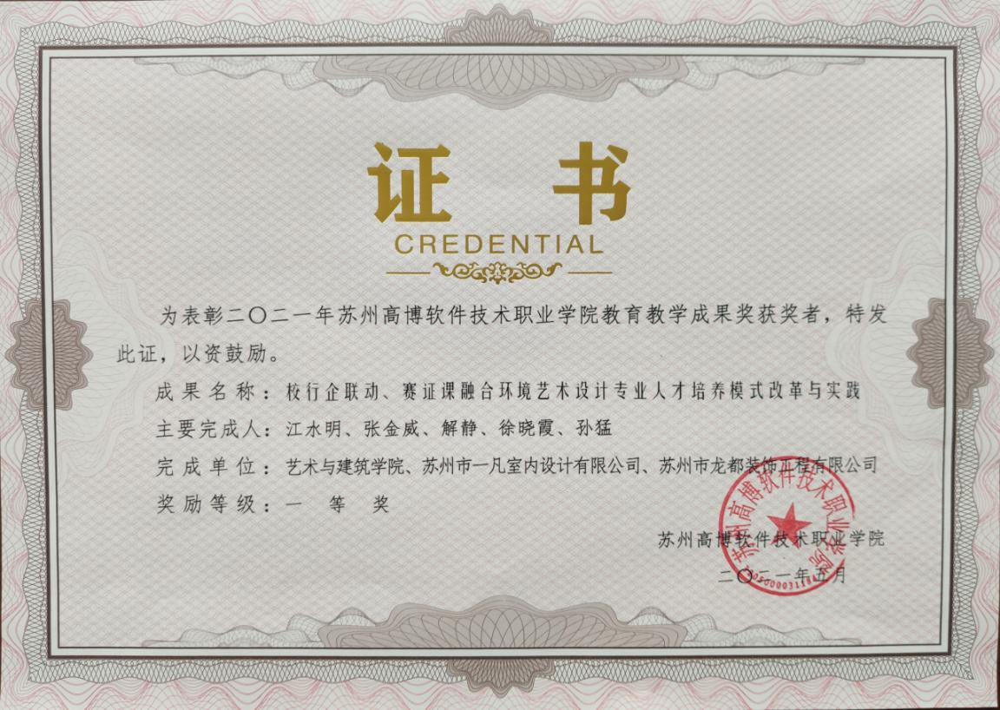 证 书
CREDENTIAL
为表彰二〇二一年苏州高博软件技术职业学院教育教学成果奖获奖者，特发
此证，以资鼓励。
成果名称：校行企联动、赛证课融合环境艺术设计专业人才培养模式改革与实践
主要完成人：江水明、张金威、解静、徐晓霞、孙猛
完成单位：艺术与建筑学院、苏州市一凡室内设计有限公司、苏州市龙都装饰工程有限公司
奖励等级：一 等 奖
苏州高博软件技术职业学院
二〇二一年五月
苏州高博软件技术职业学院